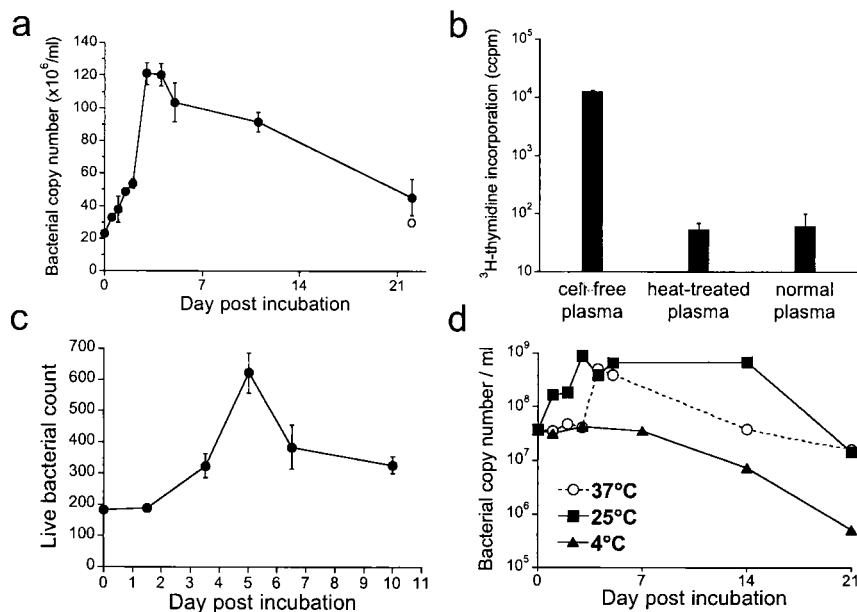 a
Bacterial copy number (x10⁶/ml)
140
120
100
80
60
40
20
0
0
7
14
21
Day post incubation
b
³H-thymidine incorporation (ccpm)
10⁵
10⁴
10³
10²
10
cell-free plasma
heat-treated plasma
normal plasma
c
Live bacterial count
700
600
500
400
300
200
100
0
0 1 2 3 4 5 6 7 8 9 10 11
Day post incubation
d
Bacterial copy number / ml
10⁹
10⁸
10⁷
10⁶
10⁵
37°C
25°C
4°C
0
7
14
21
Day post incubation